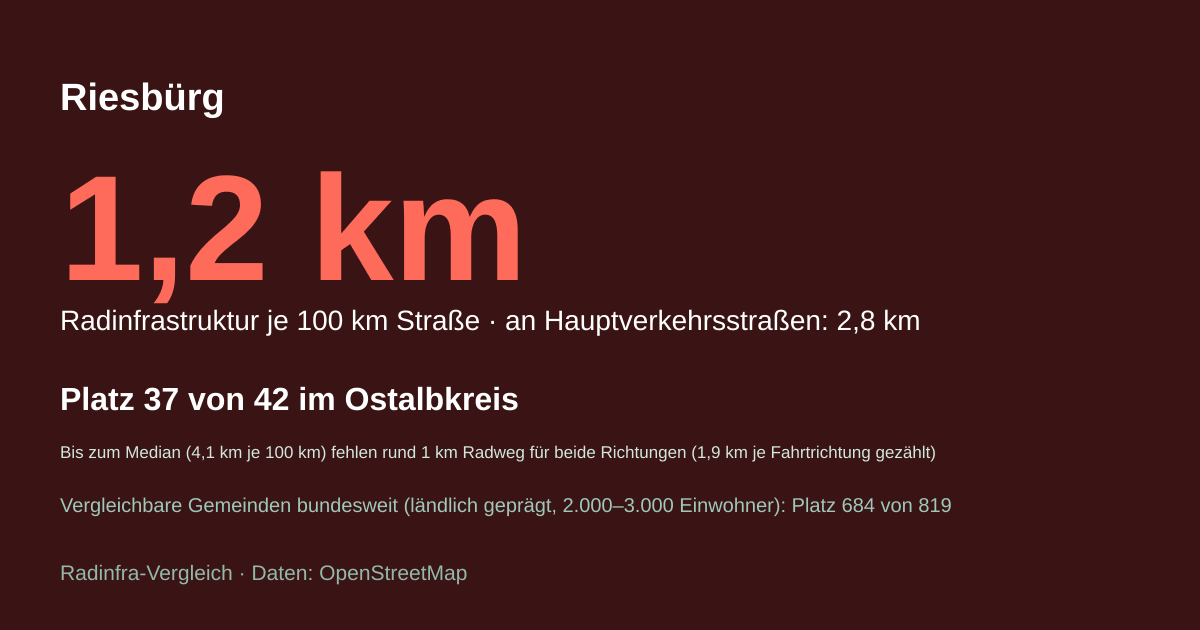 Riesbürg
1,2 km
Radinfrastruktur je 100 km Straße · an Hauptverkehrsstraßen: 2,8 km
Platz 37 von 42 im Ostalbkreis
Bis zum Median (4,1 km je 100 km) fehlen rund 1 km Radweg für beide Richtungen (1,9 km je Fahrtrichtung gezählt)
Vergleichbare Gemeinden bundesweit (ländlich geprägt, 2.000–3.000 Einwohner): Platz 684 von 819
Radinfra-Vergleich · Daten: OpenStreetMap